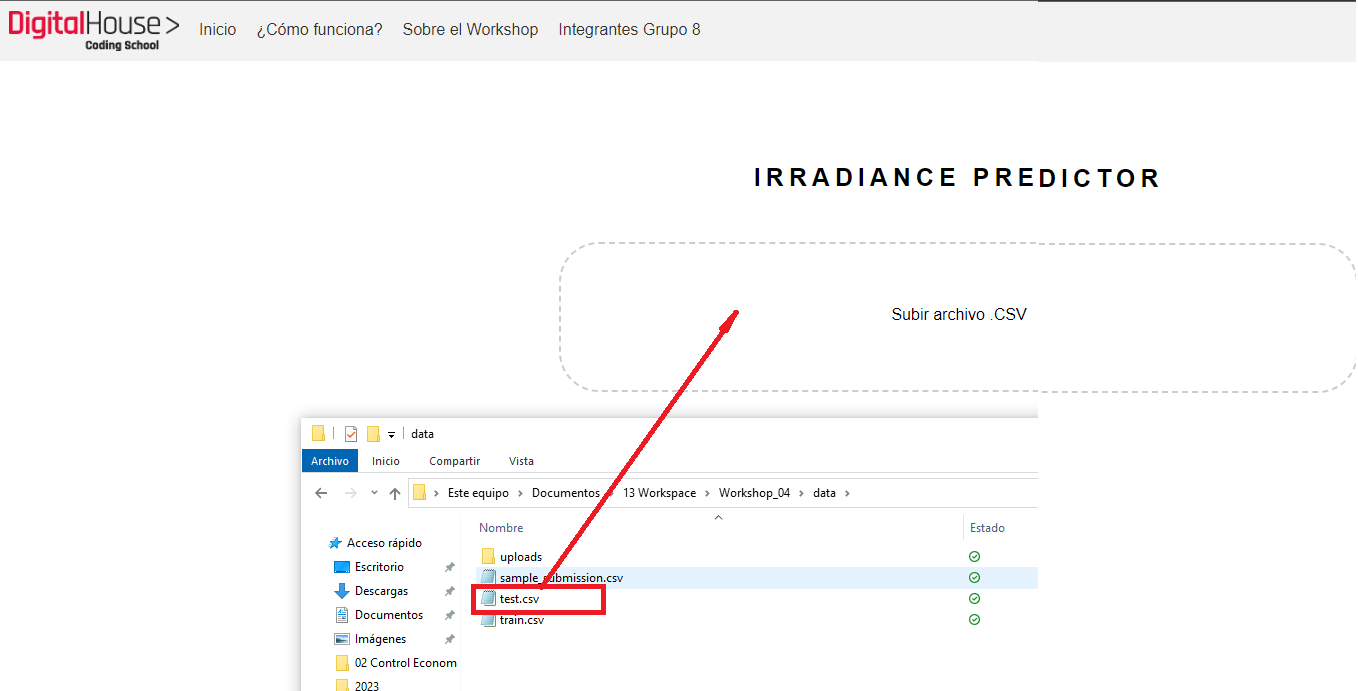 DigitalHouse >
Coding School
Inicio ¿Cómo funciona? Sobre el Workshop Integrantes Grupo 8
IRRADIANCE PREDICTOR
Subir archivo .CSV
data
Archivo Inicio Compartir Vista
Este equipo > Documentos > 13 Workspace > Workshop_04 > data >
Nombre Estado
Acceso rápido
Escritorio
Descargas
Documentos
Imágenes
02 Control Econom
2023
uploads
sample_submission.csv
test.csv
train.csv